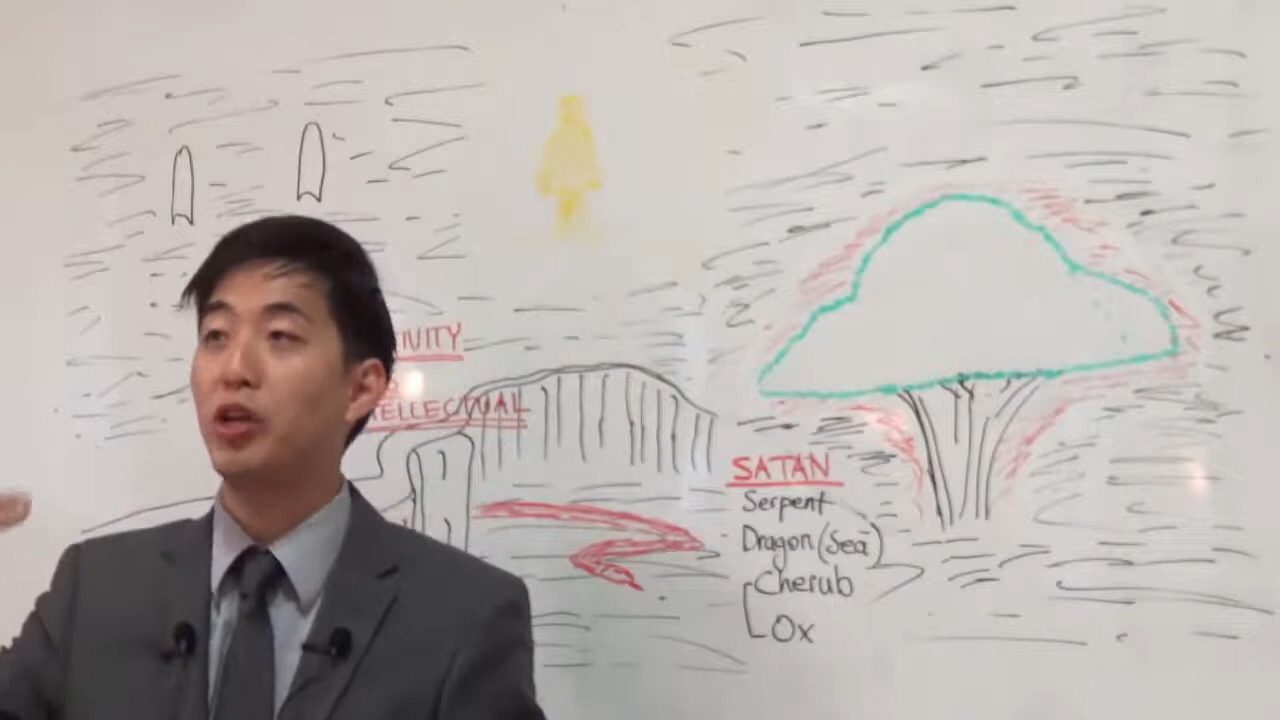 SATAN
Serpent
Dragon (Sea)
Cherub
Ox